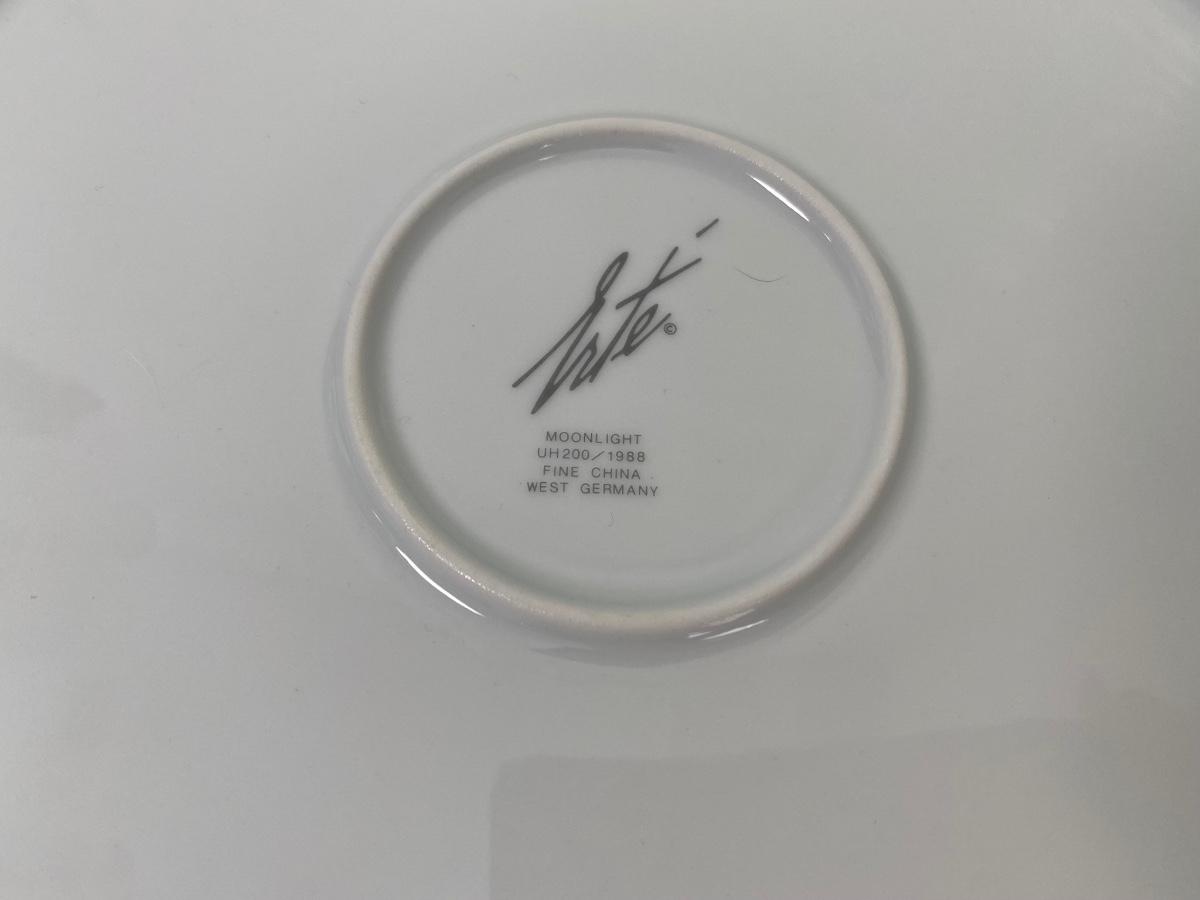 Erté ©
MOONLIGHT
UH200/1988
FINE CHINA
WEST GERMANY